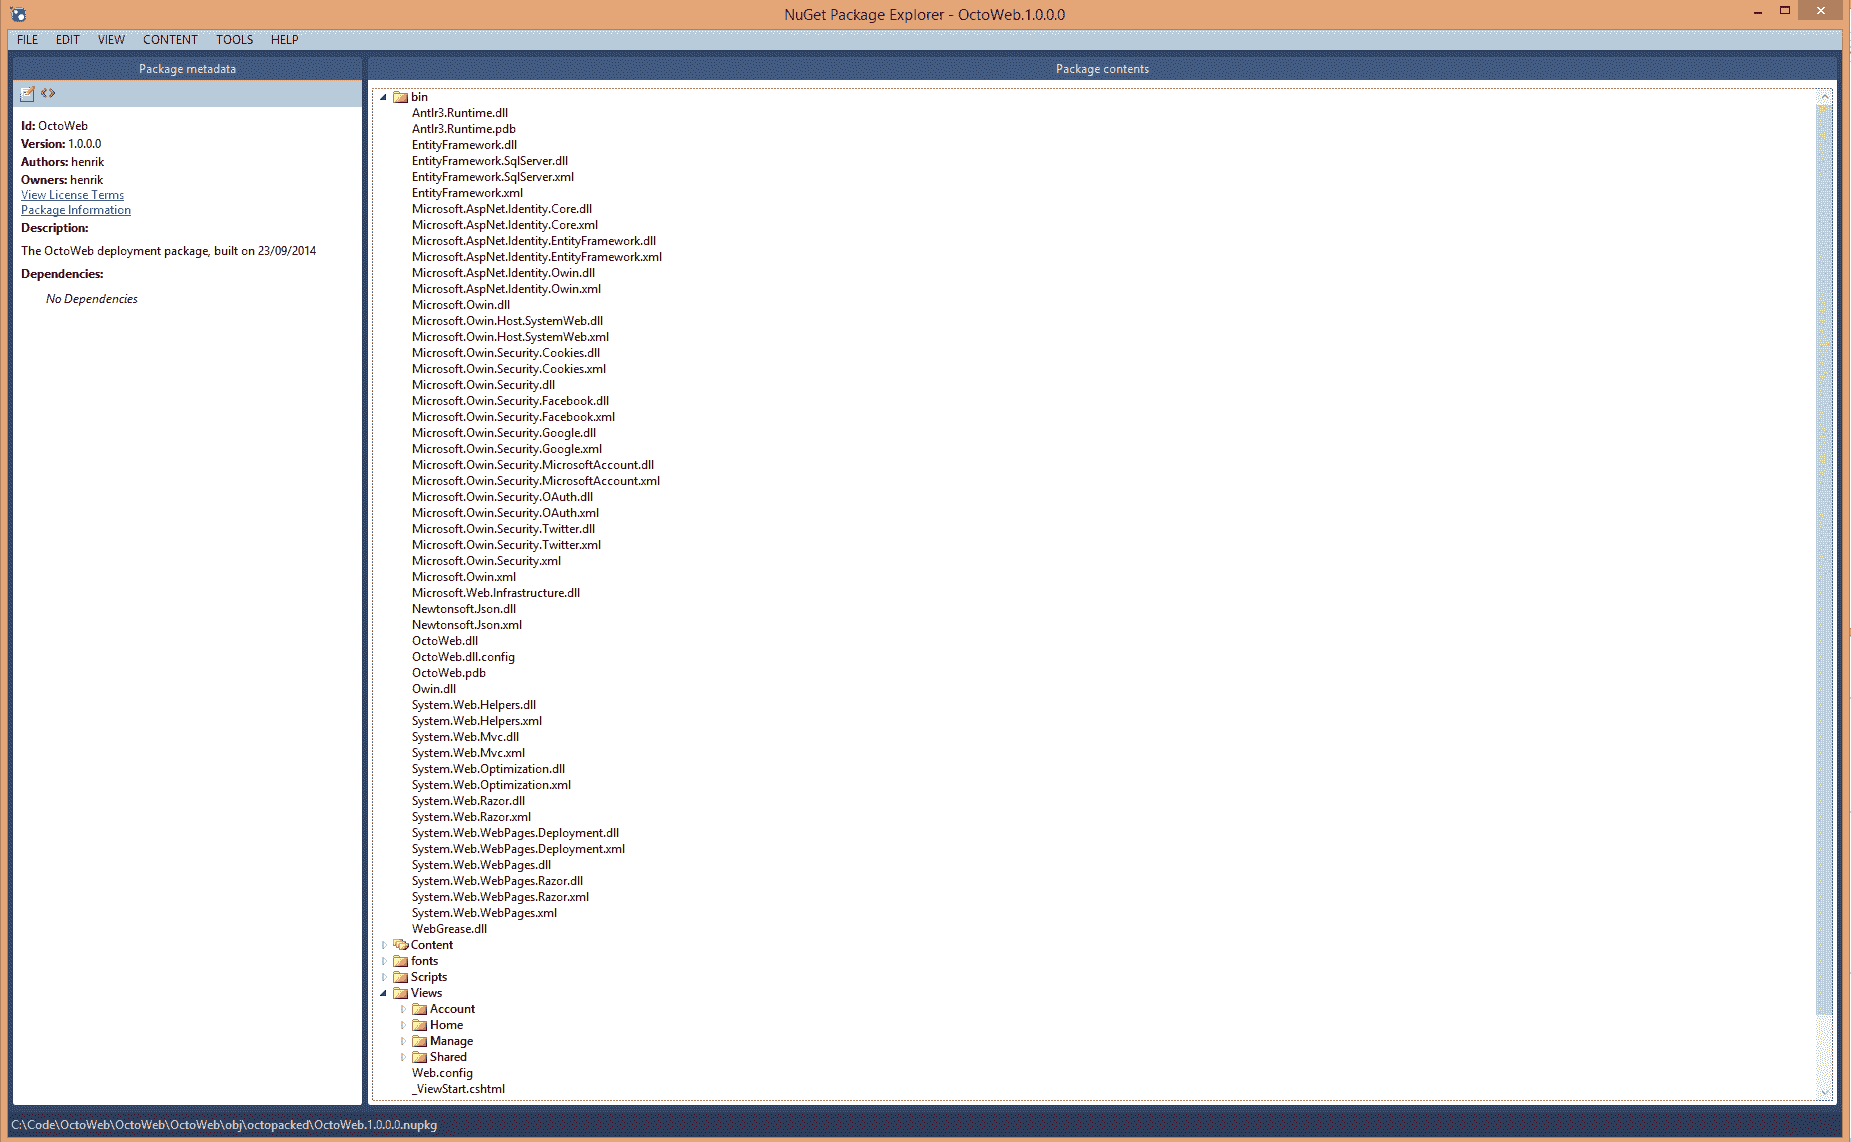 NuGet Package Explorer - OctoWeb.1.0.0.0
FILE EDIT VIEW CONTENT TOOLS HELP
Package metadata
Id: OctoWeb
Version: 1.0.0.0
Authors: henrik
Owners: henrik
View License Terms
Package Information
Description:
The OctoWeb deployment package, built on 23/09/2014
Dependencies:
No Dependencies
Package contents
bin
Antlr3.Runtime.dll
Antlr3.Runtime.pdb
EntityFramework.dll
EntityFramework.SqlServer.dll
EntityFramework.SqlServer.xml
EntityFramework.xml
Microsoft.AspNet.Identity.Core.dll
Microsoft.AspNet.Identity.Core.xml
Microsoft.AspNet.Identity.EntityFramework.dll
Microsoft.AspNet.Identity.EntityFramework.xml
Microsoft.AspNet.Identity.Owin.dll
Microsoft.AspNet.Identity.Owin.xml
Microsoft.Owin.dll
Microsoft.Owin.Host.SystemWeb.dll
Microsoft.Owin.Host.SystemWeb.xml
Microsoft.Owin.Security.Cookies.dll
Microsoft.Owin.Security.Cookies.xml
Microsoft.Owin.Security.dll
Microsoft.Owin.Security.Facebook.dll
Microsoft.Owin.Security.Facebook.xml
Microsoft.Owin.Security.Google.dll
Microsoft.Owin.Security.Google.xml
Microsoft.Owin.Security.MicrosoftAccount.dll
Microsoft.Owin.Security.MicrosoftAccount.xml
Microsoft.Owin.Security.OAuth.dll
Microsoft.Owin.Security.OAuth.xml
Microsoft.Owin.Security.Twitter.dll
Microsoft.Owin.Security.Twitter.xml
Microsoft.Owin.Security.xml
Microsoft.Owin.xml
Microsoft.Web.Infrastructure.dll
Newtonsoft.Json.dll
Newtonsoft.Json.xml
OctoWeb.dll
OctoWeb.dll.config
OctoWeb.pdb
Owin.dll
System.Web.Helpers.dll
System.Web.Helpers.xml
System.Web.Mvc.dll
System.Web.Mvc.xml
System.Web.Optimization.dll
System.Web.Optimization.xml
System.Web.Razor.dll
System.Web.Razor.xml
System.Web.WebPages.Deployment.dll
System.Web.WebPages.Deployment.xml
System.Web.WebPages.dll
System.Web.WebPages.Razor.dll
System.Web.WebPages.Razor.xml
System.Web.WebPages.xml
WebGrease.dll
Content
fonts
Scripts
Views
Account
Home
Manage
Shared
Web.config
_ViewStart.cshtml
C:\Code\OctoWeb\OctoWeb\OctoWeb\obj\octopacked\OctoWeb.1.0.0.0.nupkg